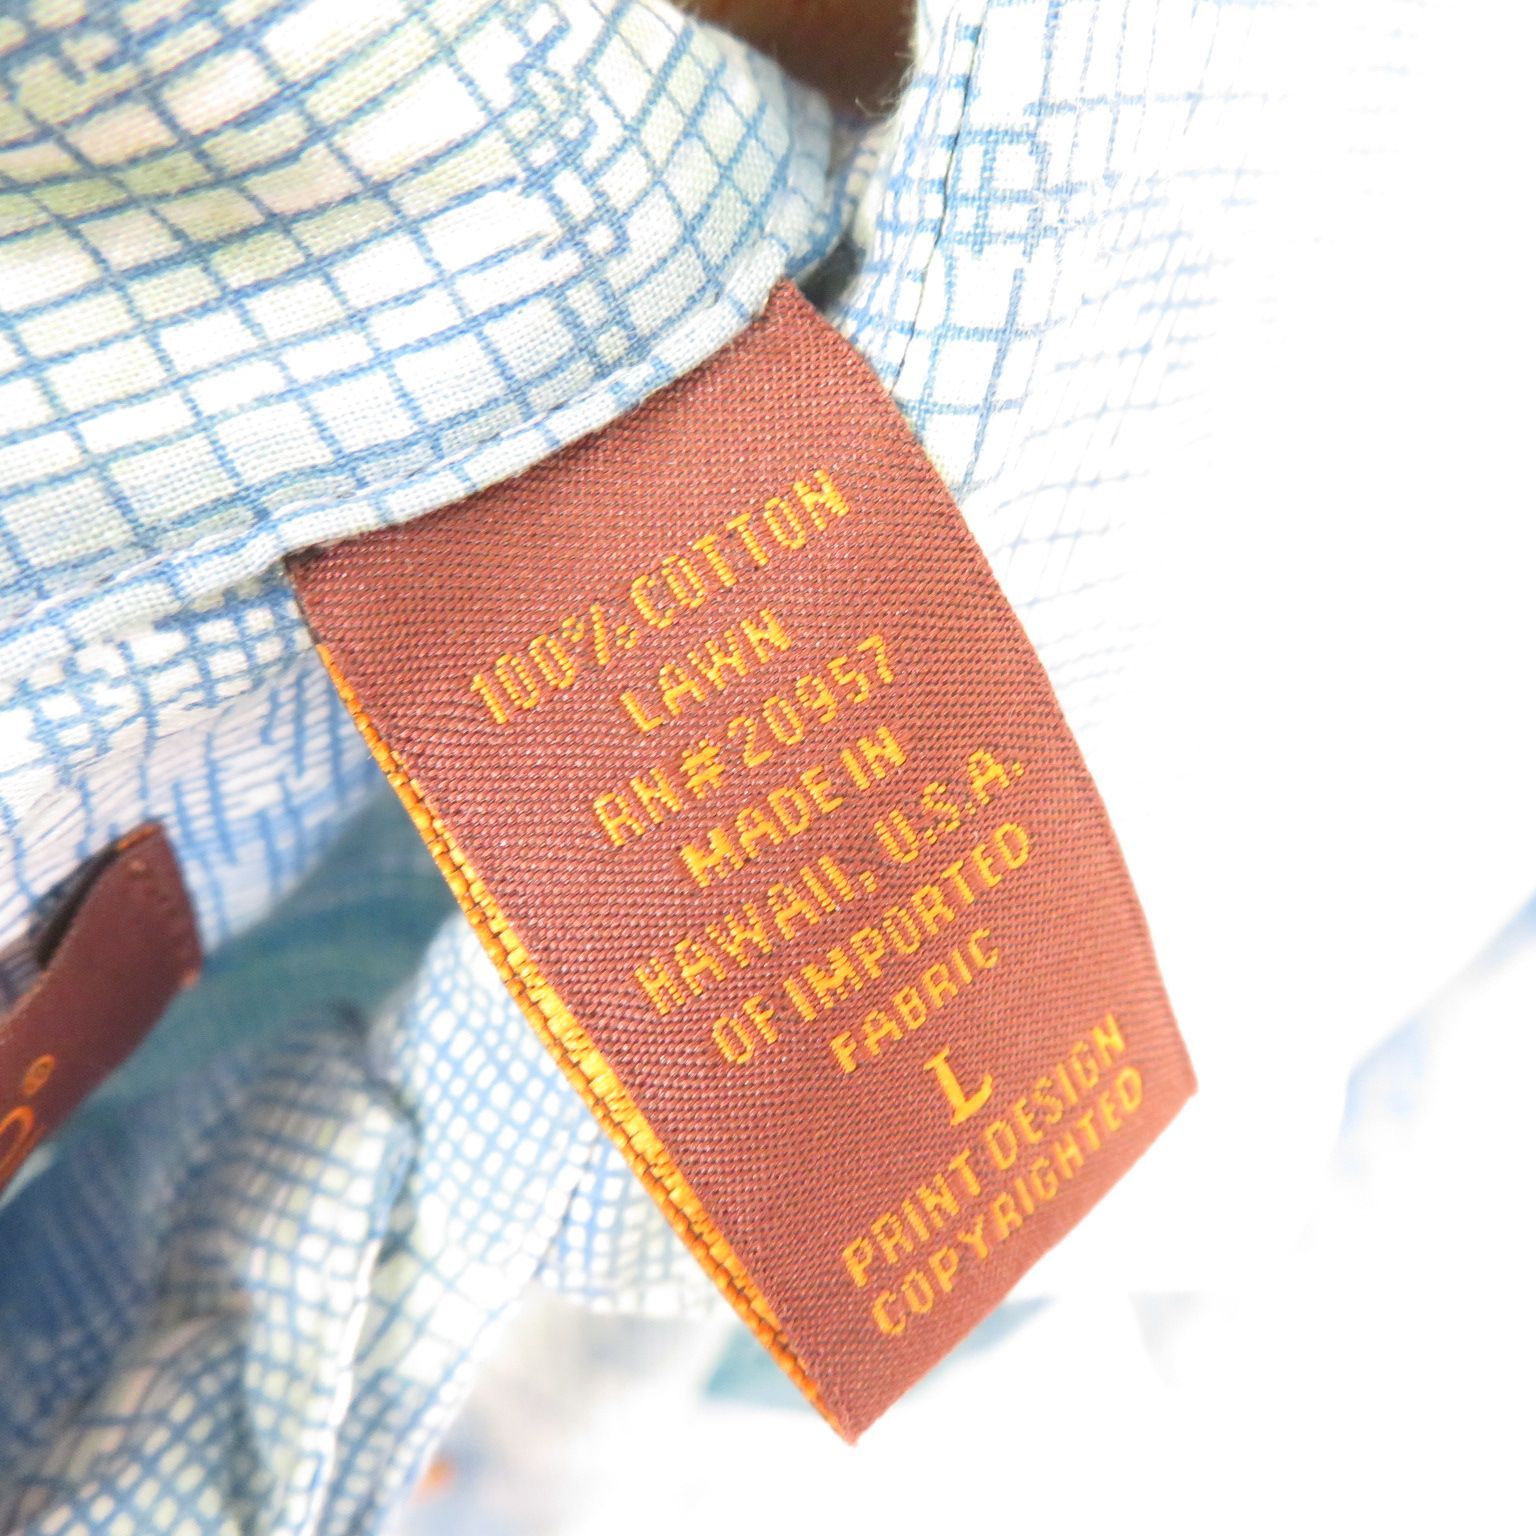 100% COTTON
LAWN
RN# 20957
MADE IN
HAWAII, U.S.A.
OF IMPORTED
FABRIC
L
PRINT DESIGN
COPYRIGHTED
®